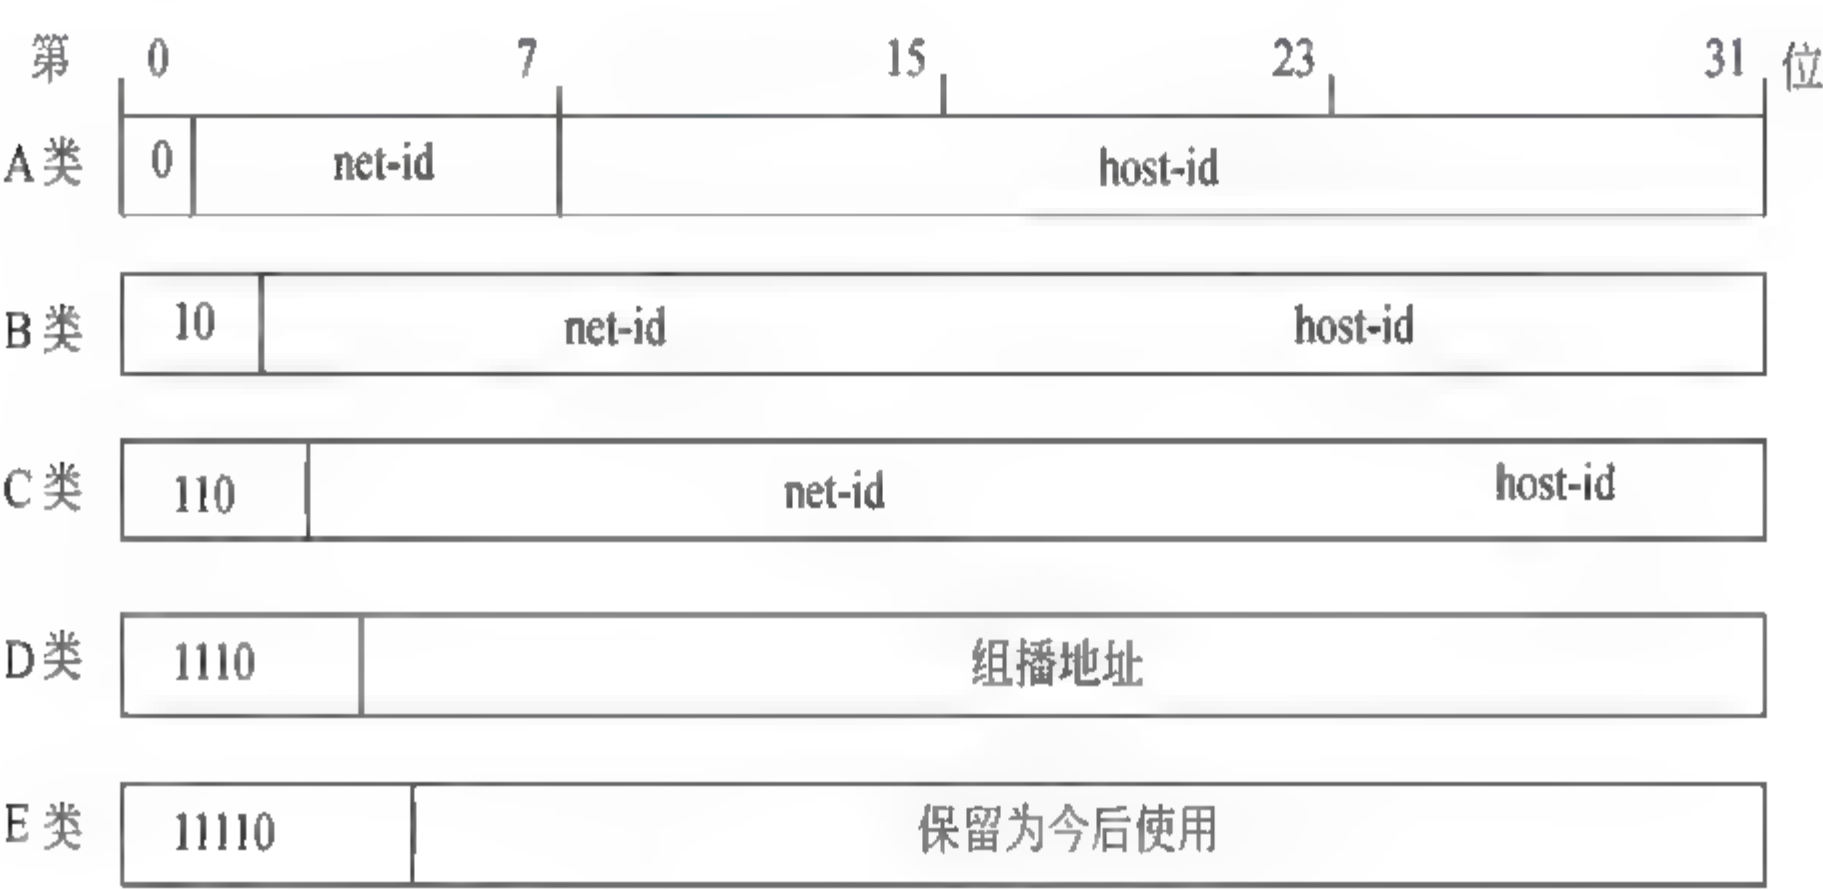 第 0 7 15 23 31 位
A类 0 net-id host-id
B类 10 net-id host-id
C类 110 net-id host-id
D类 1110 组播地址
E类 11110 保留为今后使用